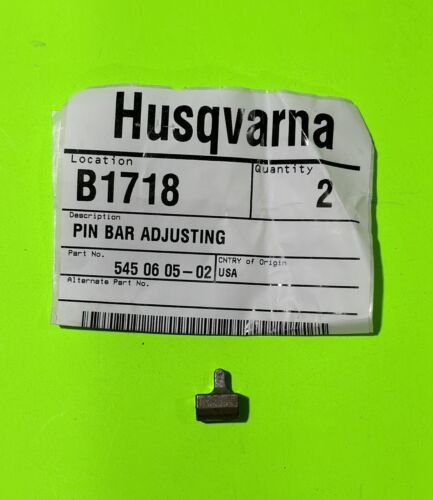 Husqvarna
Location
Quantity
B1718
2
Description
PIN BAR ADJUSTING
Part No.
545 06 05-02
CNTRY of Origin
USA
Alternate Part No.